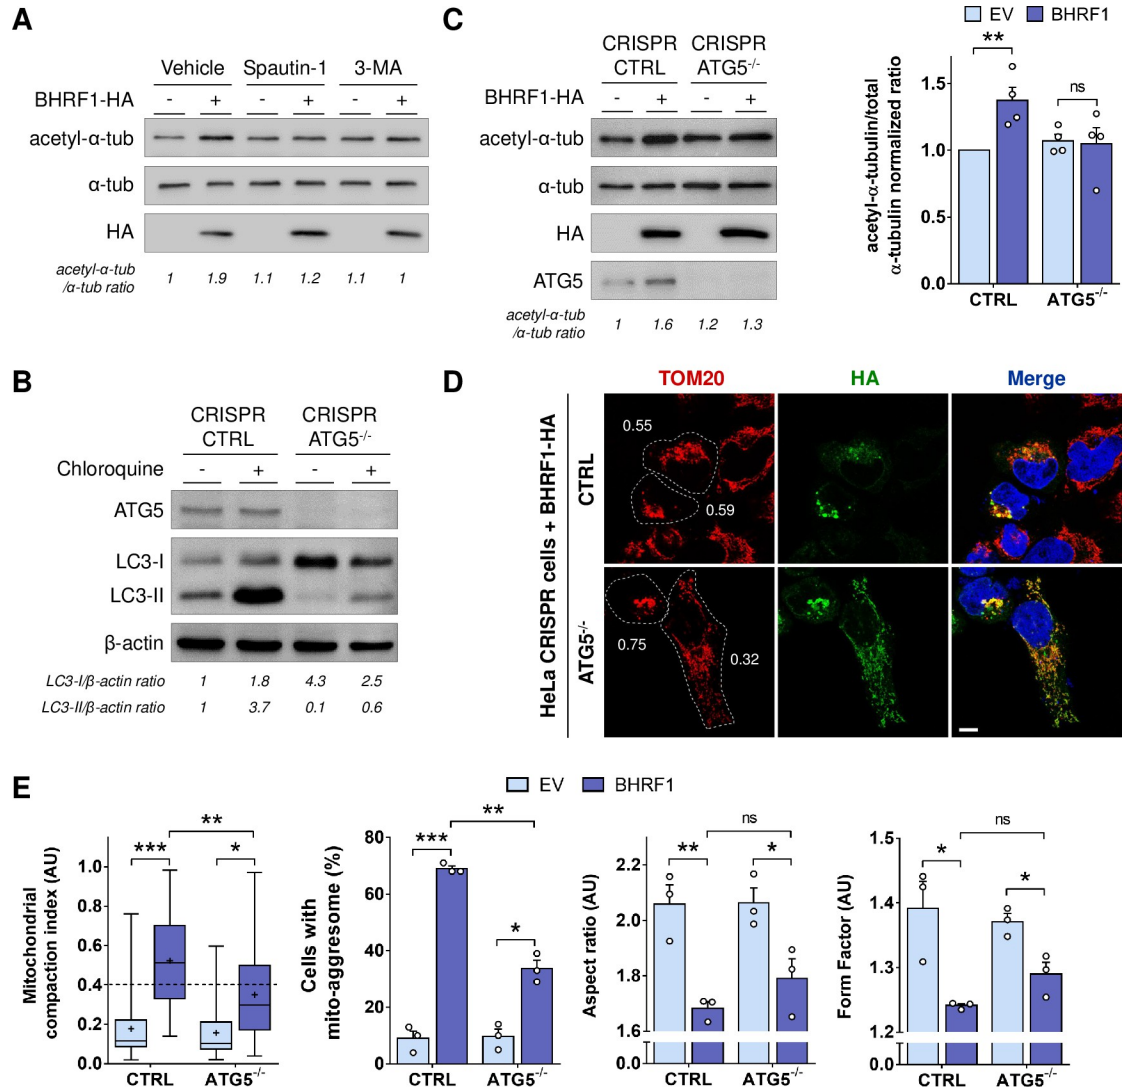 A
Vehicle Spautin-1 3-MA
BHRF1-HA - + - + - +
acetyl-α-tub
α-tub
HA
acetyl-α-tub
/α-tub ratio
1 1.9 1.1 1.2 1.1 1
C
CRISPR CRISPR
CTRL ATG5-/-
BHRF1-HA - + - +
acetyl-α-tub
α-tub
HA
ATG5
acetyl-α-tub
/α-tub ratio
1 1.6 1.2 1.3
EV BHRF1
acetyl-α-tubulin/total
α-tubulin normalized ratio
1.5
1.0
0.5
0.0
** ns
CTRL ATG5-/-
B
CRISPR CRISPR
CTRL ATG5-/-
Chloroquine - + - +
ATG5
LC3-I
LC3-II
β-actin
LC3-I/β-actin ratio 1 1.8 4.3 2.5
LC3-II/β-actin ratio 1 3.7 0.1 0.6
D
TOM20 HA Merge
HeLa CRISPR cells + BHRF1-HA
CTRL
0.55
0.59
ATG5-/-
0.75
0.32
E
EV BHRF1
Mitochondrial
compaction index (AU)
1.0
0.8
0.6
0.4
0.2
0.0
**
*** *
+ + + +
CTRL ATG5-/-
Cells with
mito-aggresome (%)
80
60
40
20
0
**
***
*
CTRL ATG5-/-
Aspect ratio (AU)
2.2
2.0
1.8
1.6
0.0
ns
** *
CTRL ATG5-/-
Form Factor (AU)
1.5
1.4
1.3
1.2
0.0
ns
*
*
CTRL ATG5-/-